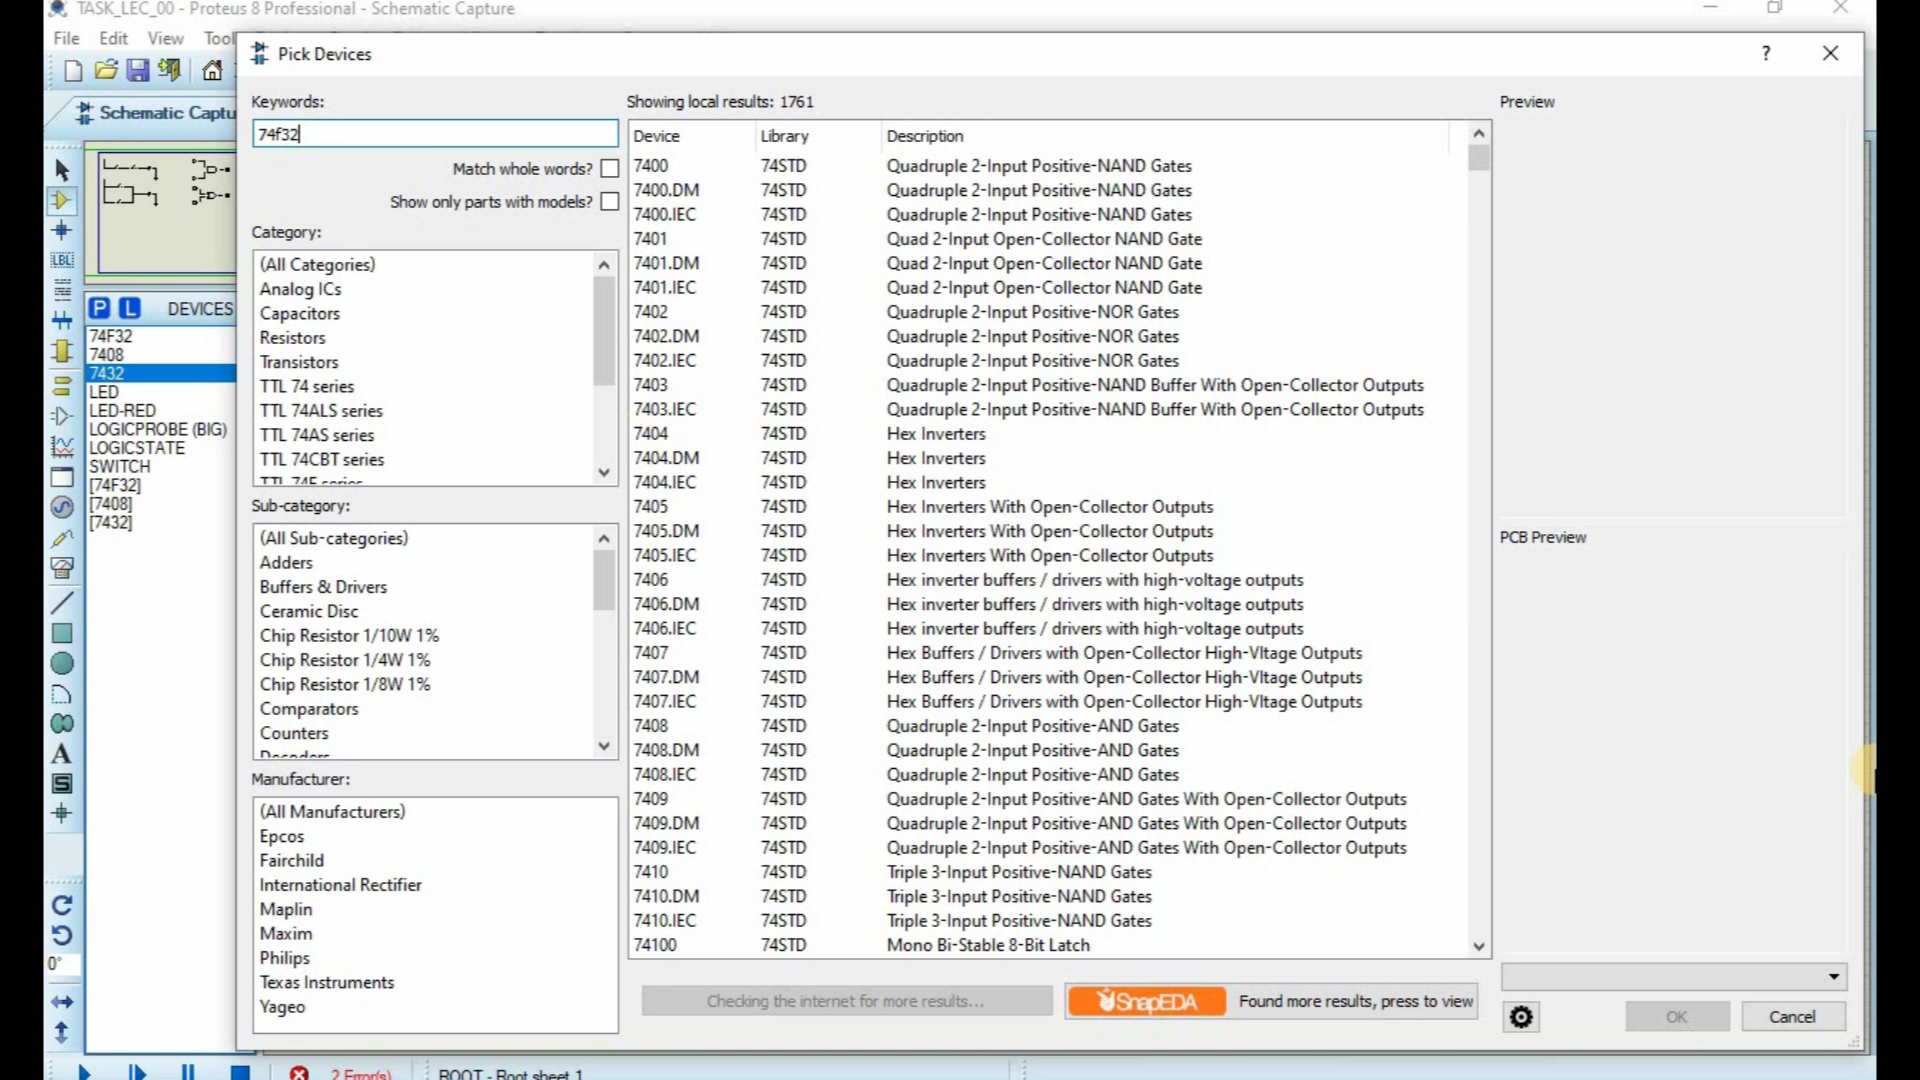 TASK_LEC_00 - Proteus 8 Professional - Schematic Capture
File Edit View Tool
Pick Devices
?
Schematic Captu
Keywords:
74f32
Match whole words?
Show only parts with models?
Category:
(All Categories)
Analog ICs
Capacitors
Resistors
Transistors
TTL 74 series
TTL 74ALS series
TTL 74AS series
TTL 74CBT series
TTL 74F series
Sub-category:
(All Sub-categories)
Adders
Buffers & Drivers
Ceramic Disc
Chip Resistor 1/10W 1%
Chip Resistor 1/4W 1%
Chip Resistor 1/8W 1%
Comparators
Counters
Decoders
Manufacturer:
(All Manufacturers)
Epcos
Fairchild
International Rectifier
Maplin
Maxim
Philips
Texas Instruments
Yageo
LBL
P L DEVICES
74F32
7408
7432
LED
LED-RED
LOGICPROBE (BIG)
LOGICSTATE
SWITCH
[74F32]
[7408]
[7432]
A
S
0°
Showing local results: 1761
Device Library Description
7400 74STD Quadruple 2-Input Positive-NAND Gates
7400.DM 74STD Quadruple 2-Input Positive-NAND Gates
7400.IEC 74STD Quadruple 2-Input Positive-NAND Gates
7401 74STD Quad 2-Input Open-Collector NAND Gate
7401.DM 74STD Quad 2-Input Open-Collector NAND Gate
7401.IEC 74STD Quad 2-Input Open-Collector NAND Gate
7402 74STD Quadruple 2-Input Positive-NOR Gates
7402.DM 74STD Quadruple 2-Input Positive-NOR Gates
7402.IEC 74STD Quadruple 2-Input Positive-NOR Gates
7403 74STD Quadruple 2-Input Positive-NAND Buffer With Open-Collector Outputs
7403.IEC 74STD Quadruple 2-Input Positive-NAND Buffer With Open-Collector Outputs
7404 74STD Hex Inverters
7404.DM 74STD Hex Inverters
7404.IEC 74STD Hex Inverters
7405 74STD Hex Inverters With Open-Collector Outputs
7405.DM 74STD Hex Inverters With Open-Collector Outputs
7405.IEC 74STD Hex Inverters With Open-Collector Outputs
7406 74STD Hex inverter buffers / drivers with high-voltage outputs
7406.DM 74STD Hex inverter buffers / drivers with high-voltage outputs
7406.IEC 74STD Hex inverter buffers / drivers with high-voltage outputs
7407 74STD Hex Buffers / Drivers with Open-Collector High-Vltage Outputs
7407.DM 74STD Hex Buffers / Drivers with Open-Collector High-Vltage Outputs
7407.IEC 74STD Hex Buffers / Drivers with Open-Collector High-Vltage Outputs
7408 74STD Quadruple 2-Input Positive-AND Gates
7408.DM 74STD Quadruple 2-Input Positive-AND Gates
7408.IEC 74STD Quadruple 2-Input Positive-AND Gates
7409 74STD Quadruple 2-Input Positive-AND Gates With Open-Collector Outputs
7409.DM 74STD Quadruple 2-Input Positive-AND Gates With Open-Collector Outputs
7409.IEC 74STD Quadruple 2-Input Positive-AND Gates With Open-Collector Outputs
7410 74STD Triple 3-Input Positive-NAND Gates
7410.DM 74STD Triple 3-Input Positive-NAND Gates
7410.IEC 74STD Triple 3-Input Positive-NAND Gates
74100 74STD Mono Bi-Stable 8-Bit Latch
Checking the internet for more results...
SnapEDA Found more results, press to view
Preview
PCB Preview
OK
Cancel
2 Error(s)
ROOT - Root sheet 1